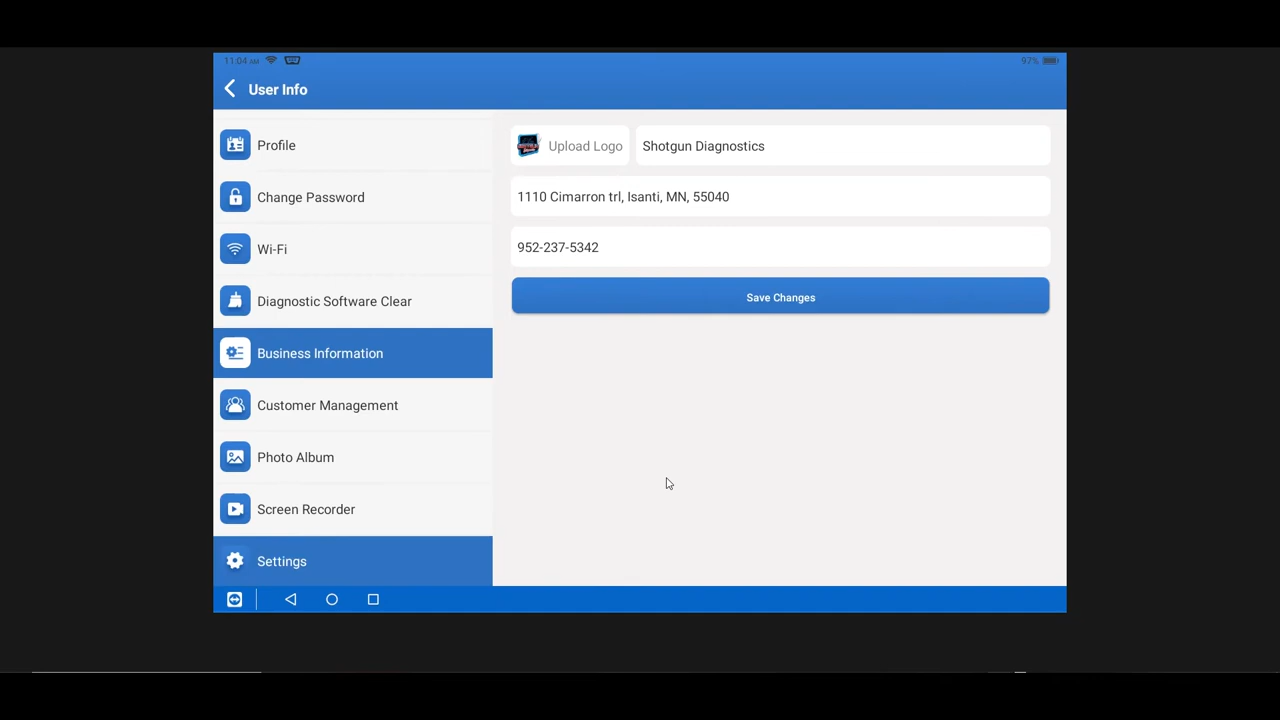 11:04 AM
97%
User Info
Profile
Change Password
Wi-Fi
Diagnostic Software Clear
Business Information
Customer Management
Photo Album
Screen Recorder
Settings
Upload Logo
Shotgun Diagnostics
1110 Cimarron trl, Isanti, MN, 55040
952-237-5342
Save Changes